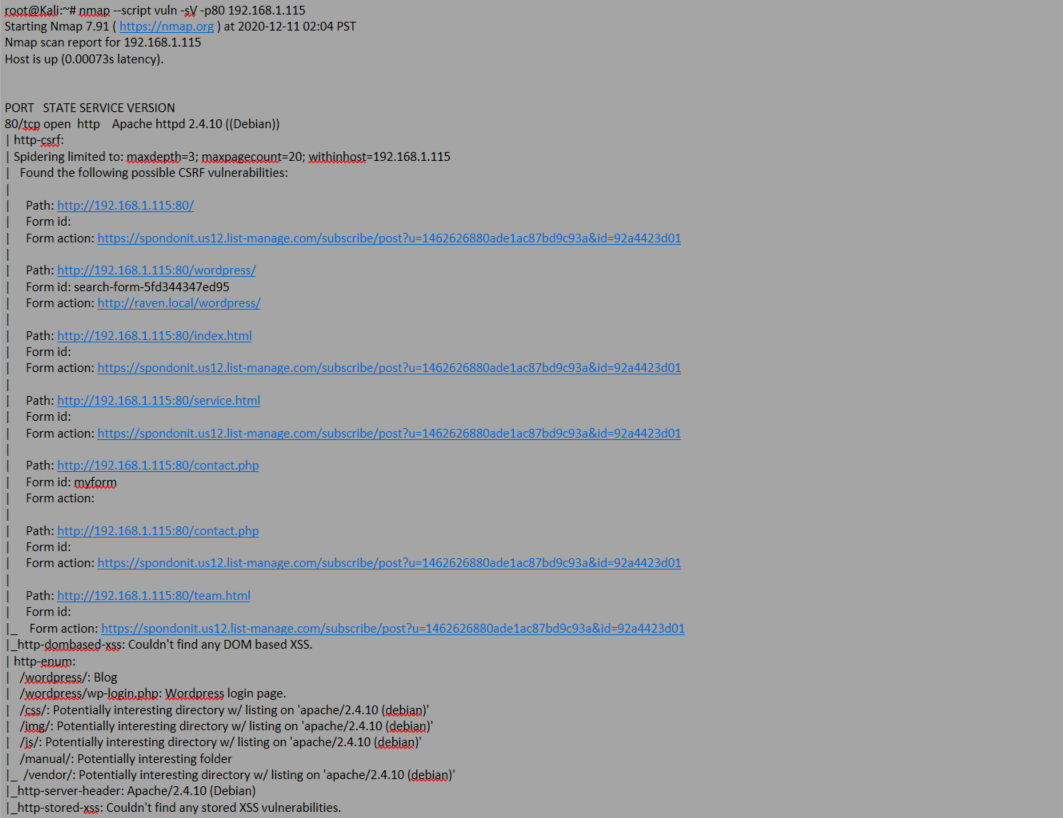 root@Kali:~# nmap --script vuln -sV -p80 192.168.1.115
Starting Nmap 7.91 ( https://nmap.org ) at 2020-12-11 02:04 PST
Nmap scan report for 192.168.1.115
Host is up (0.00073s latency).
PORT   STATE SERVICE VERSION
80/tcp open  http    Apache httpd 2.4.10 ((Debian))
| http-csrf:
| Spidering limited to: maxdepth=3; maxpagecount=20; withinhost=192.168.1.115
|   Found the following possible CSRF vulnerabilities:
|
|     Path: http://192.168.1.115:80/
|     Form id:
|     Form action: https://spondonit.us12.list-manage.com/subscribe/post?u=1462626880ade1ac87bd9c93a&id=92a4423d01
|
|     Path: http://192.168.1.115:80/wordpress/
|     Form id: search-form-5fd344347ed95
|     Form action: http://raven.local/wordpress/
|
|     Path: http://192.168.1.115:80/index.html
|     Form id:
|     Form action: https://spondonit.us12.list-manage.com/subscribe/post?u=1462626880ade1ac87bd9c93a&id=92a4423d01
|
|     Path: http://192.168.1.115:80/service.html
|     Form id:
|     Form action: https://spondonit.us12.list-manage.com/subscribe/post?u=1462626880ade1ac87bd9c93a&id=92a4423d01
|
|     Path: http://192.168.1.115:80/contact.php
|     Form id: myform
|     Form action:
|
|     Path: http://192.168.1.115:80/contact.php
|     Form id:
|     Form action: https://spondonit.us12.list-manage.com/subscribe/post?u=1462626880ade1ac87bd9c93a&id=92a4423d01
|
|     Path: http://192.168.1.115:80/team.html
|     Form id:
|_    Form action: https://spondonit.us12.list-manage.com/subscribe/post?u=1462626880ade1ac87bd9c93a&id=92a4423d01
|_http-dombased-xss: Couldn't find any DOM based XSS.
| http-enum:
|   /wordpress/: Blog
|   /wordpress/wp-login.php: Wordpress login page.
|   /css/: Potentially interesting directory w/ listing on 'apache/2.4.10 (debian)'
|   /img/: Potentially interesting directory w/ listing on 'apache/2.4.10 (debian)'
|   /js/: Potentially interesting directory w/ listing on 'apache/2.4.10 (debian)'
|   /manual/: Potentially interesting folder
|_  /vendor/: Potentially interesting directory w/ listing on 'apache/2.4.10 (debian)'
|_http-server-header: Apache/2.4.10 (Debian)
|_http-stored-xss: Couldn't find any stored XSS vulnerabilities.